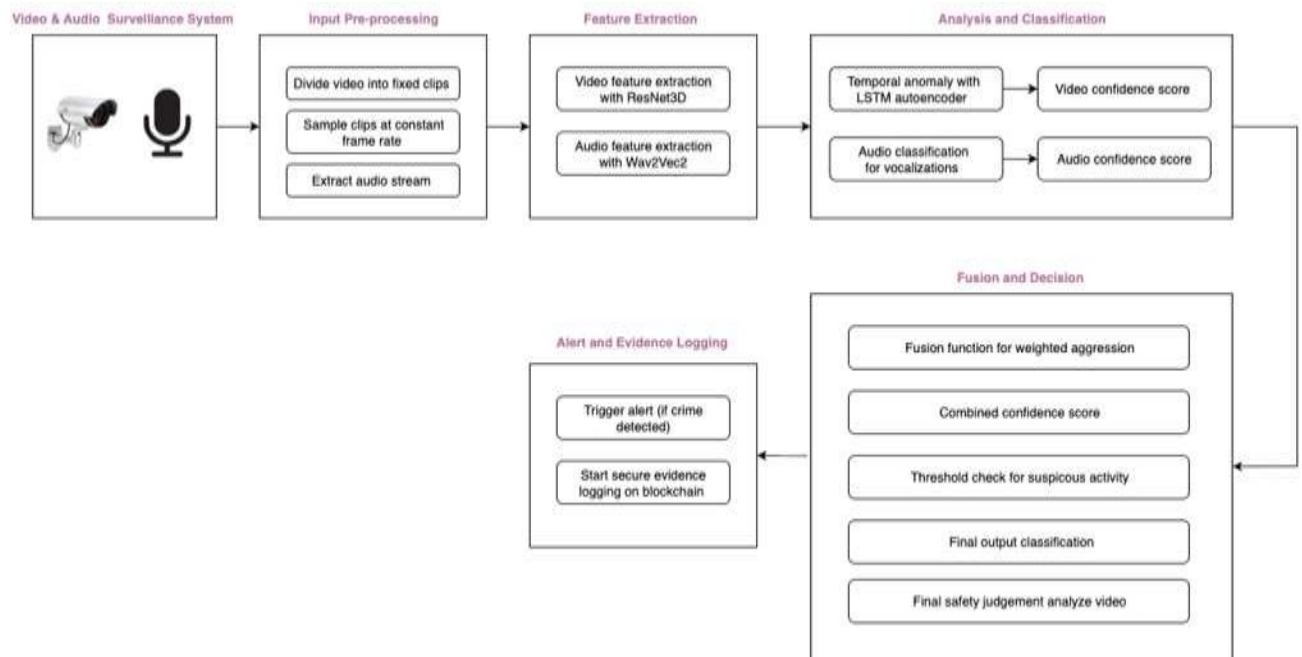 Video & Audio Surveillance System
Input Pre-processing
Feature Extraction
Analysis and Classification
Divide video into fixed clips
Sample clips at constant
frame rate
Extract audio stream
Video feature extraction
with ResNet3D
Audio feature extraction
with Wav2Vec2
Temporal anomaly with
LSTM autoencoder
Video confidence score
Audio classification
for vocalizations
Audio confidence score
Fusion and Decision
Fusion function for weighted aggression
Combined confidence score
Threshold check for suspicous activity
Final output classification
Final safety judgement analyze video
Alert and Evidence Logging
Trigger alert (if crime
detected)
Start secure evidence
logging on blockchain